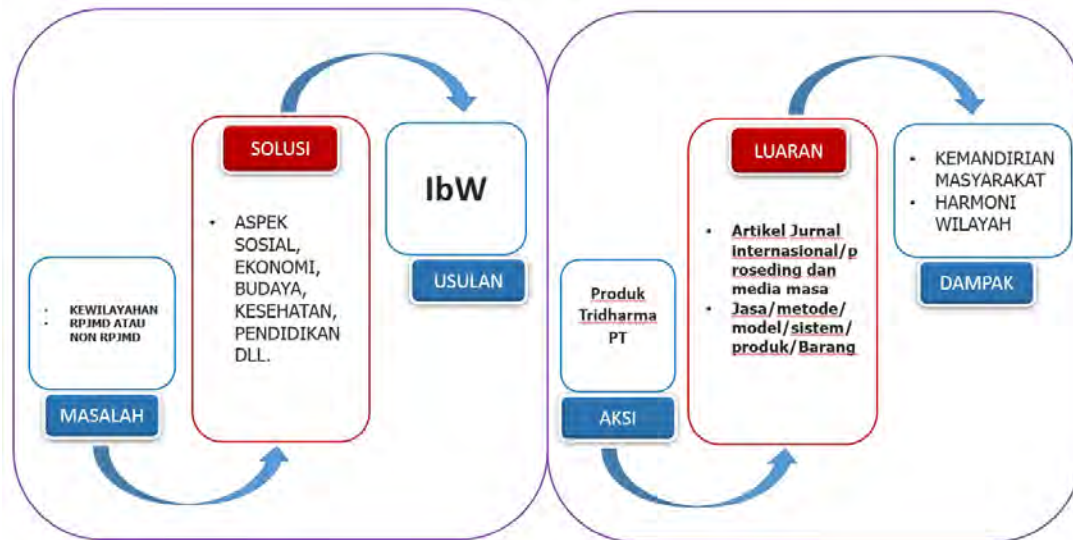 SOLUSI
• ASPEK
SOSIAL,
EKONOMI,
BUDAYA,
KESEHATAN,
PENDIDIKAN
DLL.
IbW
USULAN
• KEWILAYAHAN
• RPJMD ATAU
NON RPJMD
MASALAH
LUARAN
• Artikel Jurnal
internasional/p
roseding dan
media masa
• Jasa/metode/
model/sistem/
produk/Barang
• KEMANDIRIAN
MASYARAKAT
• HARMONI
WILAYAH
DAMPAK
Produk
Tridharma
PT
AKSI